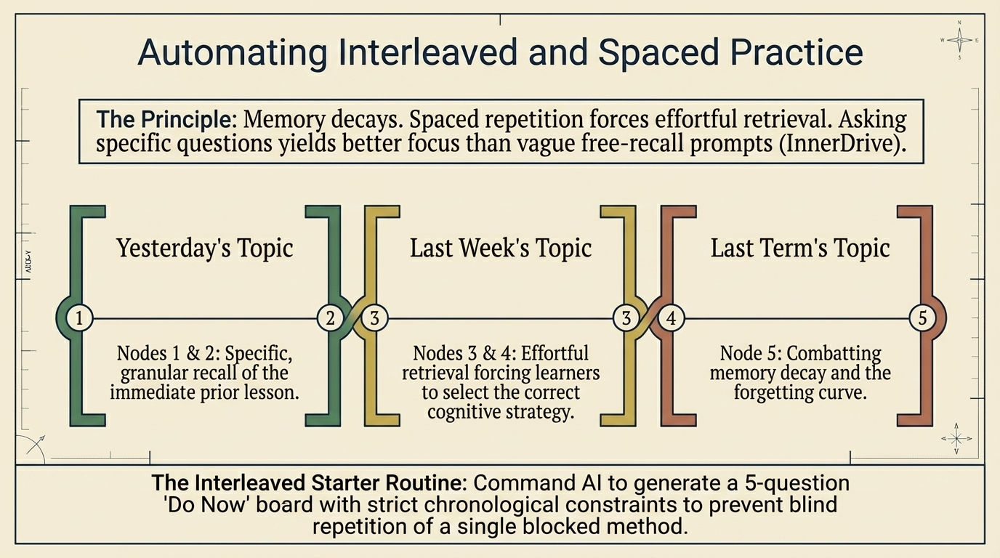 Automating Interleaved and Spaced Practice
N
W E
S
The Principle: Memory decays. Spaced repetition forces effortful retrieval. Asking
specific questions yields better focus than vague free-recall prompts (InnerDrive).
Yesterday's Topic
Last Week's Topic
Last Term's Topic
1 2 3 3 4 5
Nodes 1 & 2: Specific,
granular recall of the
immediate prior lesson.
Nodes 3 & 4: Effortful
retrieval forcing learners
to select the correct
cognitive strategy.
Node 5: Combatting
memory decay and the
forgetting curve.
The Interleaved Starter Routine: Command AI to generate a 5-question
'Do Now' board with strict chronological constraints to prevent blind
repetition of a single blocked method.